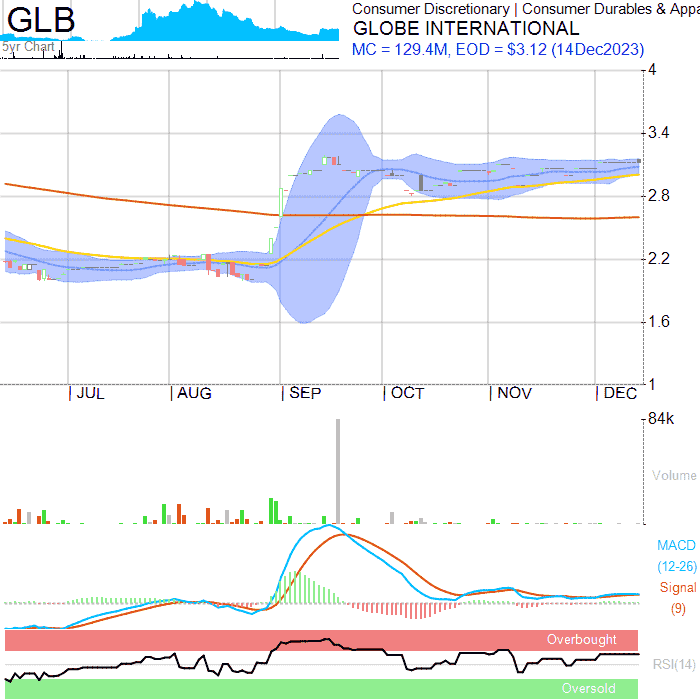 GLB
5yr Chart
Consumer Discretionary | Consumer Durables & Appa
GLOBE INTERNATIONAL
MC = 129.4M, EOD = $3.12 (14Dec2023)
4
3.4
2.8
2.2
1.6
1
JUL
AUG
SEP
OCT
NOV
DEC
84k
Volume
MACD
(12-26)
Signal
(9)
Overbought
RSI(14)
Oversold